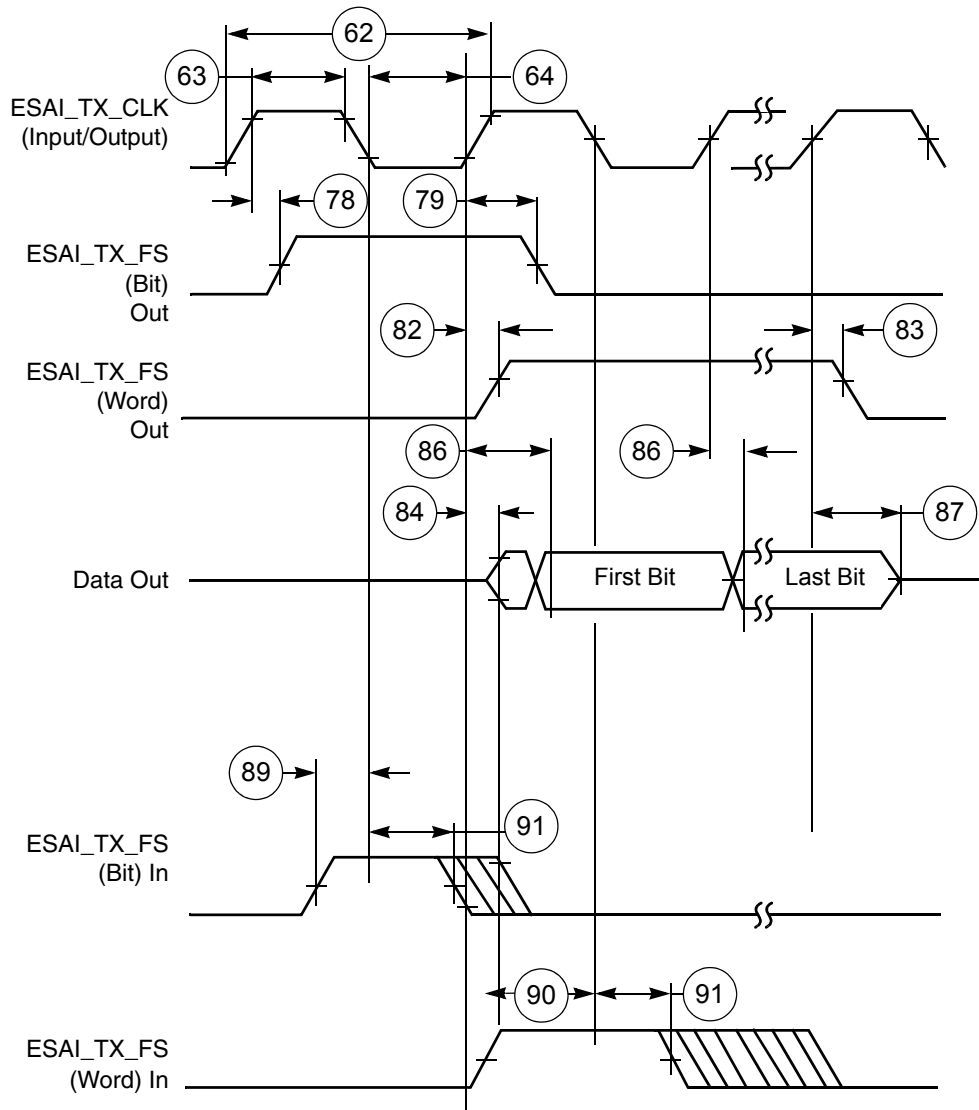 62
63
64
ESAI_TX_CLK
(Input/Output)
78
79
ESAI_TX_FS
(Bit)
Out
82
83
ESAI_TX_FS
(Word)
Out
86
86
84
87
Data Out
First Bit
Last Bit
89
91
ESAI_TX_FS
(Bit) In
90
91
ESAI_TX_FS
(Word) In